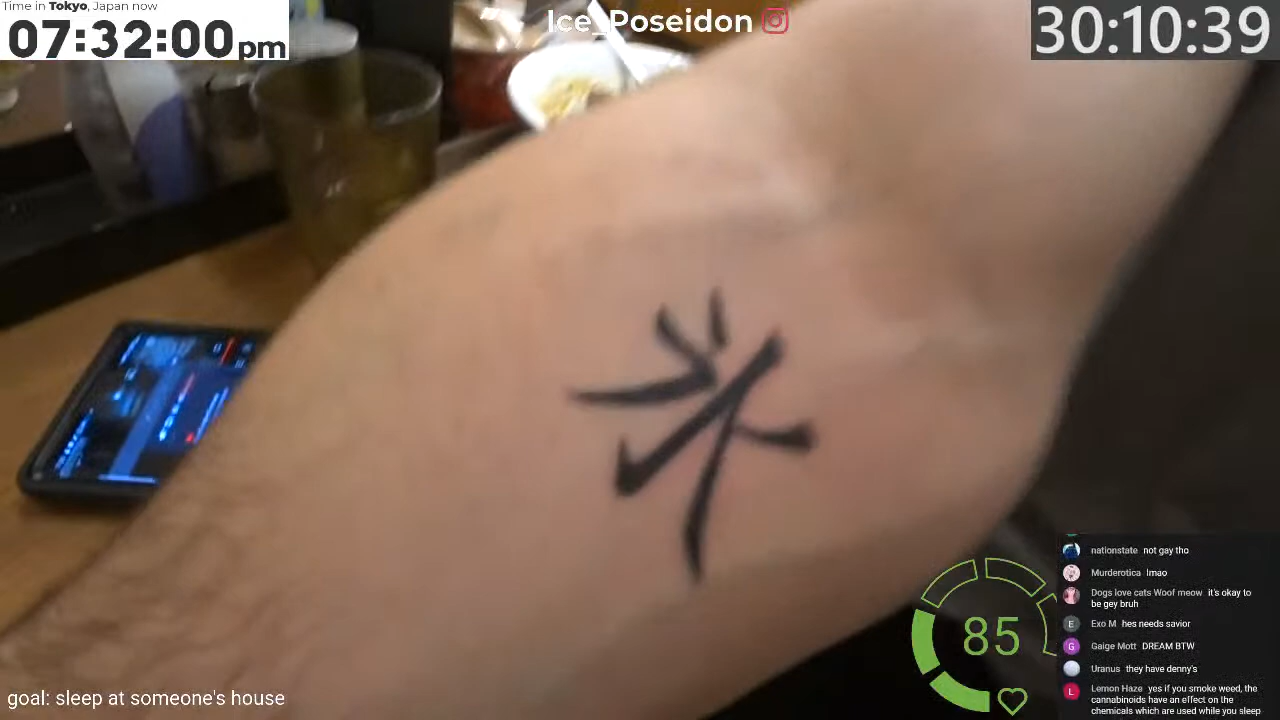 Time in Tokyo, Japan now
07:32:00pm
Ice_Poseidon
30:10:39
氷
nationstate not gay tho
Murderotica lmao
Dogs love cats Woof meow it's okay to
be gey bruh
E Exo M hes needs savior
G Gaige Mott DREAM BTW
Uranus they have denny's
L Lemon Haze yes if you smoke weed, the
cannabinoids have an effect on the
chemicals which are used while you sleep
85
goal: sleep at someone's house